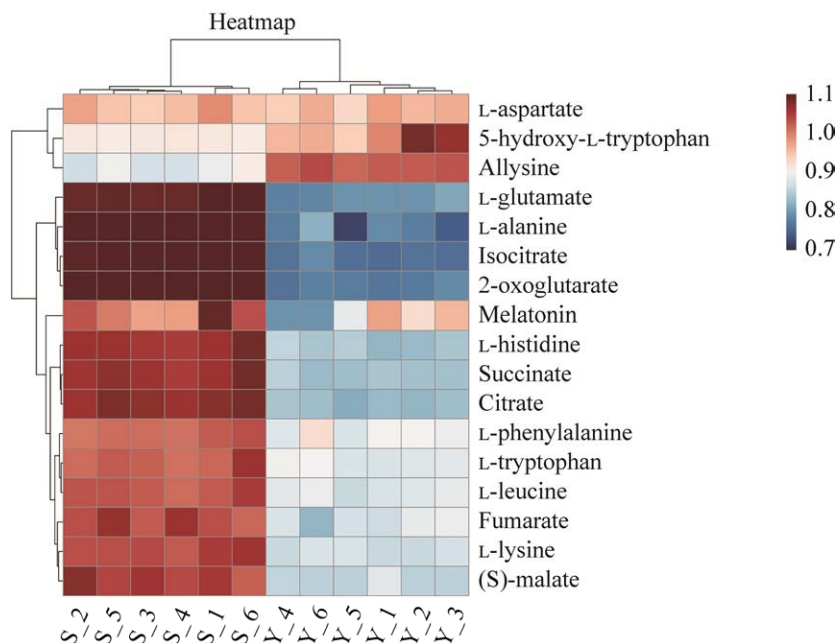 Heatmap
L-aspartate
5-hydroxy-L-tryptophan
Allysine
L-glutamate
L-alanine
Isocitrate
2-oxoglutarate
Melatonin
L-histidine
Succinate
Citrate
L-phenylalanine
L-tryptophan
L-leucine
Fumarate
L-lysine
(S)-malate
1.1
1.0
0.9
0.8
0.7
S_2 S_5 S_3 S_4 S_1 S_6 Y_4 Y_6 Y_5 Y_1 Y_2 Y_3